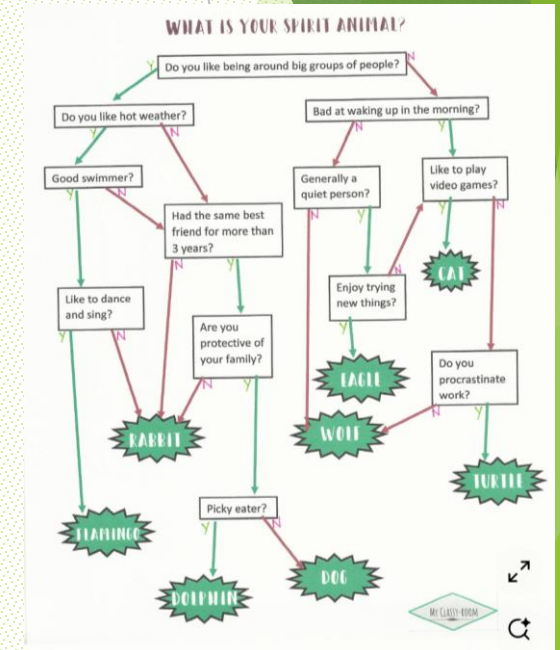 WHAT IS YOUR SPIRIT ANIMAL?
Y
N
Do you like being around big groups of people?
Do you like hot weather?
Y
N
Bad at waking up in the morning?
N
Y
Good swimmer?
Y
N
Generally a
quiet person?
N
Y
Like to play
video games?
Y
N
Had the same best
friend for more than
3 years?
N
Y
CAT
Enjoy trying
new things?
N
Y
Like to dance
and sing?
Y
N
Are you
protective of
your family?
N
Y
EAGLE
Do you
procrastinate
work?
N
Y
RABBIT
WOLF
TURTLE
FLAMINGO
Picky eater?
Y
N
DOLPHIN
DOG
MY CLASSY-ROOM